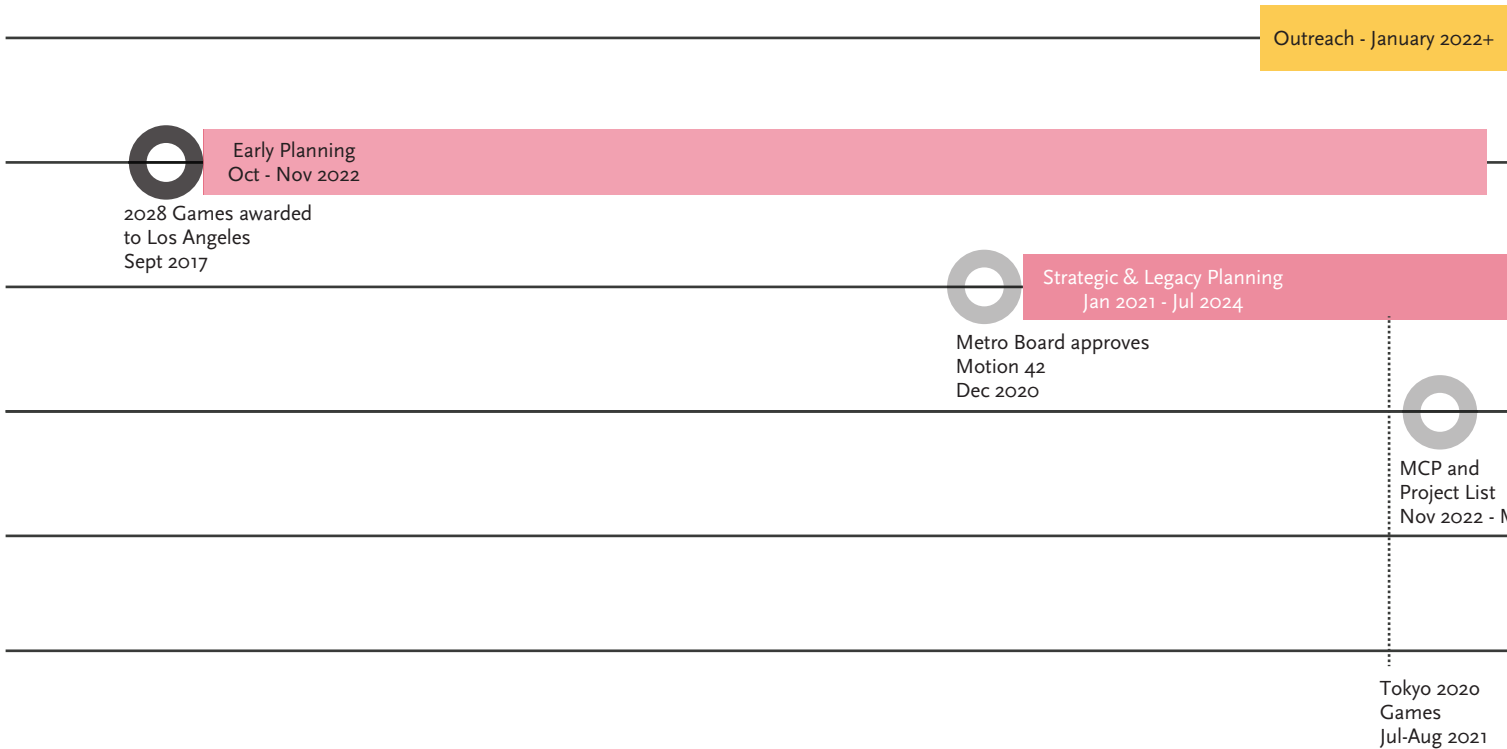 Outreach - January 2022+
Early Planning
Oct - Nov 2022
2028 Games awarded
to Los Angeles
Sept 2017
Strategic & Legacy Planning
Jan 2021 - Jul 2024
Metro Board approves
Motion 42
Dec 2020
MCP and
Project List
Nov 2022 -
Tokyo 2020
Games
Jul-Aug 2021